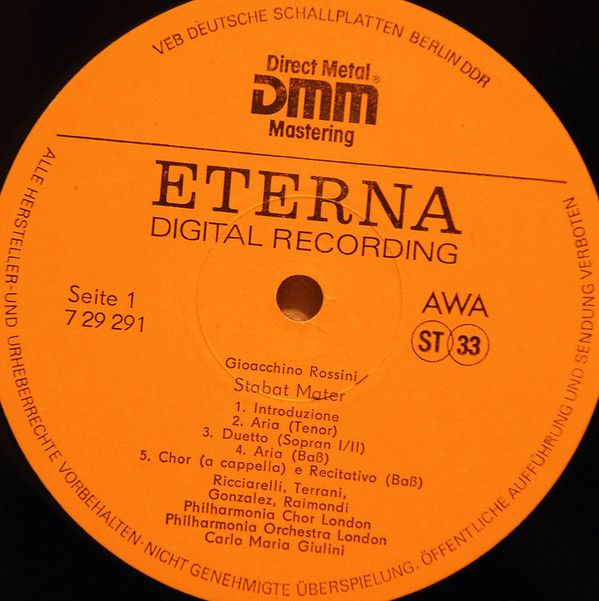 VEB DEUTSCHE SCHALLPLATTEN BERLIN DDR
Direct Metal
DMM®
Mastering
ETERNA
DIGITAL RECORDING
Seite 1
7 29 291
AWA
ST 33
Gioacchino Rossini
Stabat Mater
1. Introduzione
2. Aria (Tenor)
3. Duetto (Sopran I/II)
4. Aria (Baß)
5. Chor (a cappella) e Recitativo (Baß)
Ricciarelli, Terrani,
Gonzalez, Raimondi
Philharmonia Chor London
Philharmonia Orchestra London
Carlo Maria Giulini
ALLE HERSTELLER-UND URHEBERRECHTE VORBEHALTEN·NICHT GENEHMIGTE ÜBERSPIELUNG, ÖFFENTLICHE AUFFÜHRUNG UND SENDUNG VERBOTEN